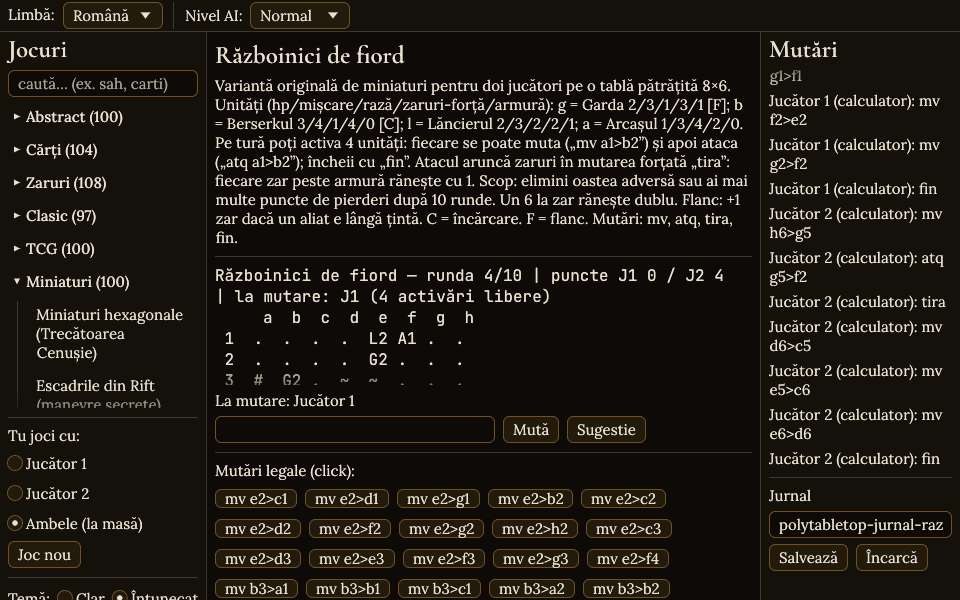 Limbă: Română ▼ Nivel AI: Normal ▼
Jocuri
caută... (ex. sah, carti)
▸ Abstract (100)
▸ Cărți (104)
▸ Zaruri (108)
▸ Clasic (97)
▸ TCG (100)
▾ Miniaturi (100)
Miniaturi hexagonale
(Trecătoarea
Cenușie)
Escadrile din Rift
(manevre secrete)
Tu joci cu:
Jucător 1
Jucător 2
Ambele (la masă)
Joc nou
Temă: Clar Întunecat
Războinici de fiord
Variantă originală de miniaturi pentru doi jucători pe o tablă pătrățită 8×6.
Unități (hp/mișcare/rază/zaruri-forță/armură): g = Garda 2/3/1/3/1 [F]; b
= Berserkul 3/4/1/4/0 [C]; l = Lăncierul 2/3/2/2/1; a = Arcașul 1/3/4/2/0.
Pe tură poți activa 4 unități: fiecare se poate muta („mv a1>b2”) și apoi ataca
(„atq a1>b2”); închei cu „fin”. Atacul aruncă zaruri în mutarea forțată „tira”:
fiecare zar peste armură rănește cu 1. Scop: elimini oastea adversă sau ai mai
multe puncte de pierderi după 10 runde. Un 6 la zar rănește dublu. Flanc: +1
zar dacă un aliat e lângă țintă. C = încărcare. F = flanc. Mutări: mv, atq, tira,
fin.
Războinici de fiord — runda 4/10 | puncte J1 0 / J2 4
| la mutare: J1 (4 activări libere)
a b c d e f g h
1 . . . . L2 A1 . .
2 . . . . G2 . . .
3 # G2 . ~ ~ . . .
La mutare: Jucător 1
Mută Sugestie
Mutări legale (click):
mv e2>c1 mv e2>d1 mv e2>g1 mv e2>b2 mv e2>c2
mv e2>d2 mv e2>f2 mv e2>g2 mv e2>h2 mv e2>c3
mv e2>d3 mv e2>e3 mv e2>f3 mv e2>g3 mv e2>f4
mv b3>a1 mv b3>b1 mv b3>c1 mv b3>a2 mv b3>b2
Mutări
g1>f1
Jucător 1 (calculator): mv
f2>e2
Jucător 1 (calculator): mv
g2>f2
Jucător 1 (calculator): fin
Jucător 2 (calculator): mv
h6>g5
Jucător 2 (calculator): atq
g5>f2
Jucător 2 (calculator): tira
Jucător 2 (calculator): mv
d6>c5
Jucător 2 (calculator): mv
e5>c6
Jucător 2 (calculator): mv
e6>d6
Jucător 2 (calculator): fin
Jurnal
polytabletop-jurnal-raz
Salvează Încarcă